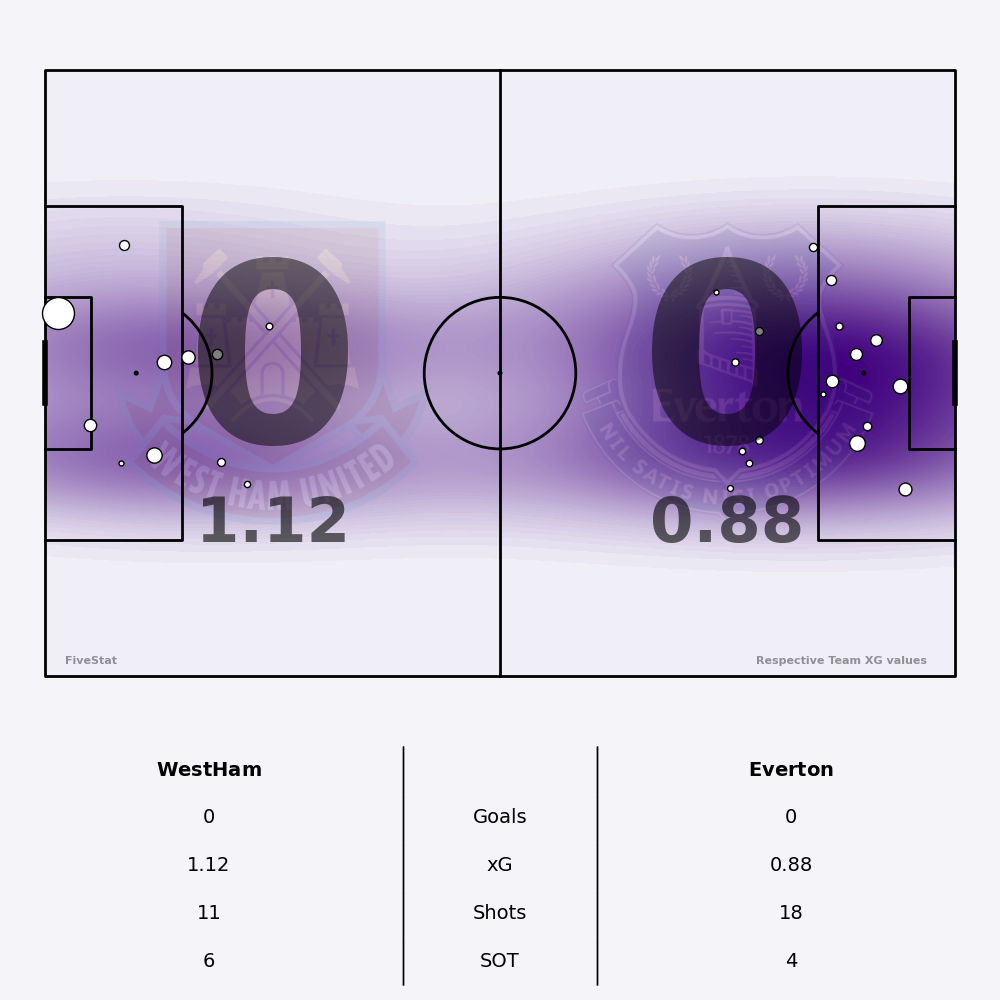 0 0
Everton
1878
WEST HAM UNITED
NIL SATIS NISI OPTIMUM
1.12 0.88
FiveStat Respective Team XG values
WestHam Everton
0 Goals 0
1.12 xG 0.88
11 Shots 18
6 SOT 4